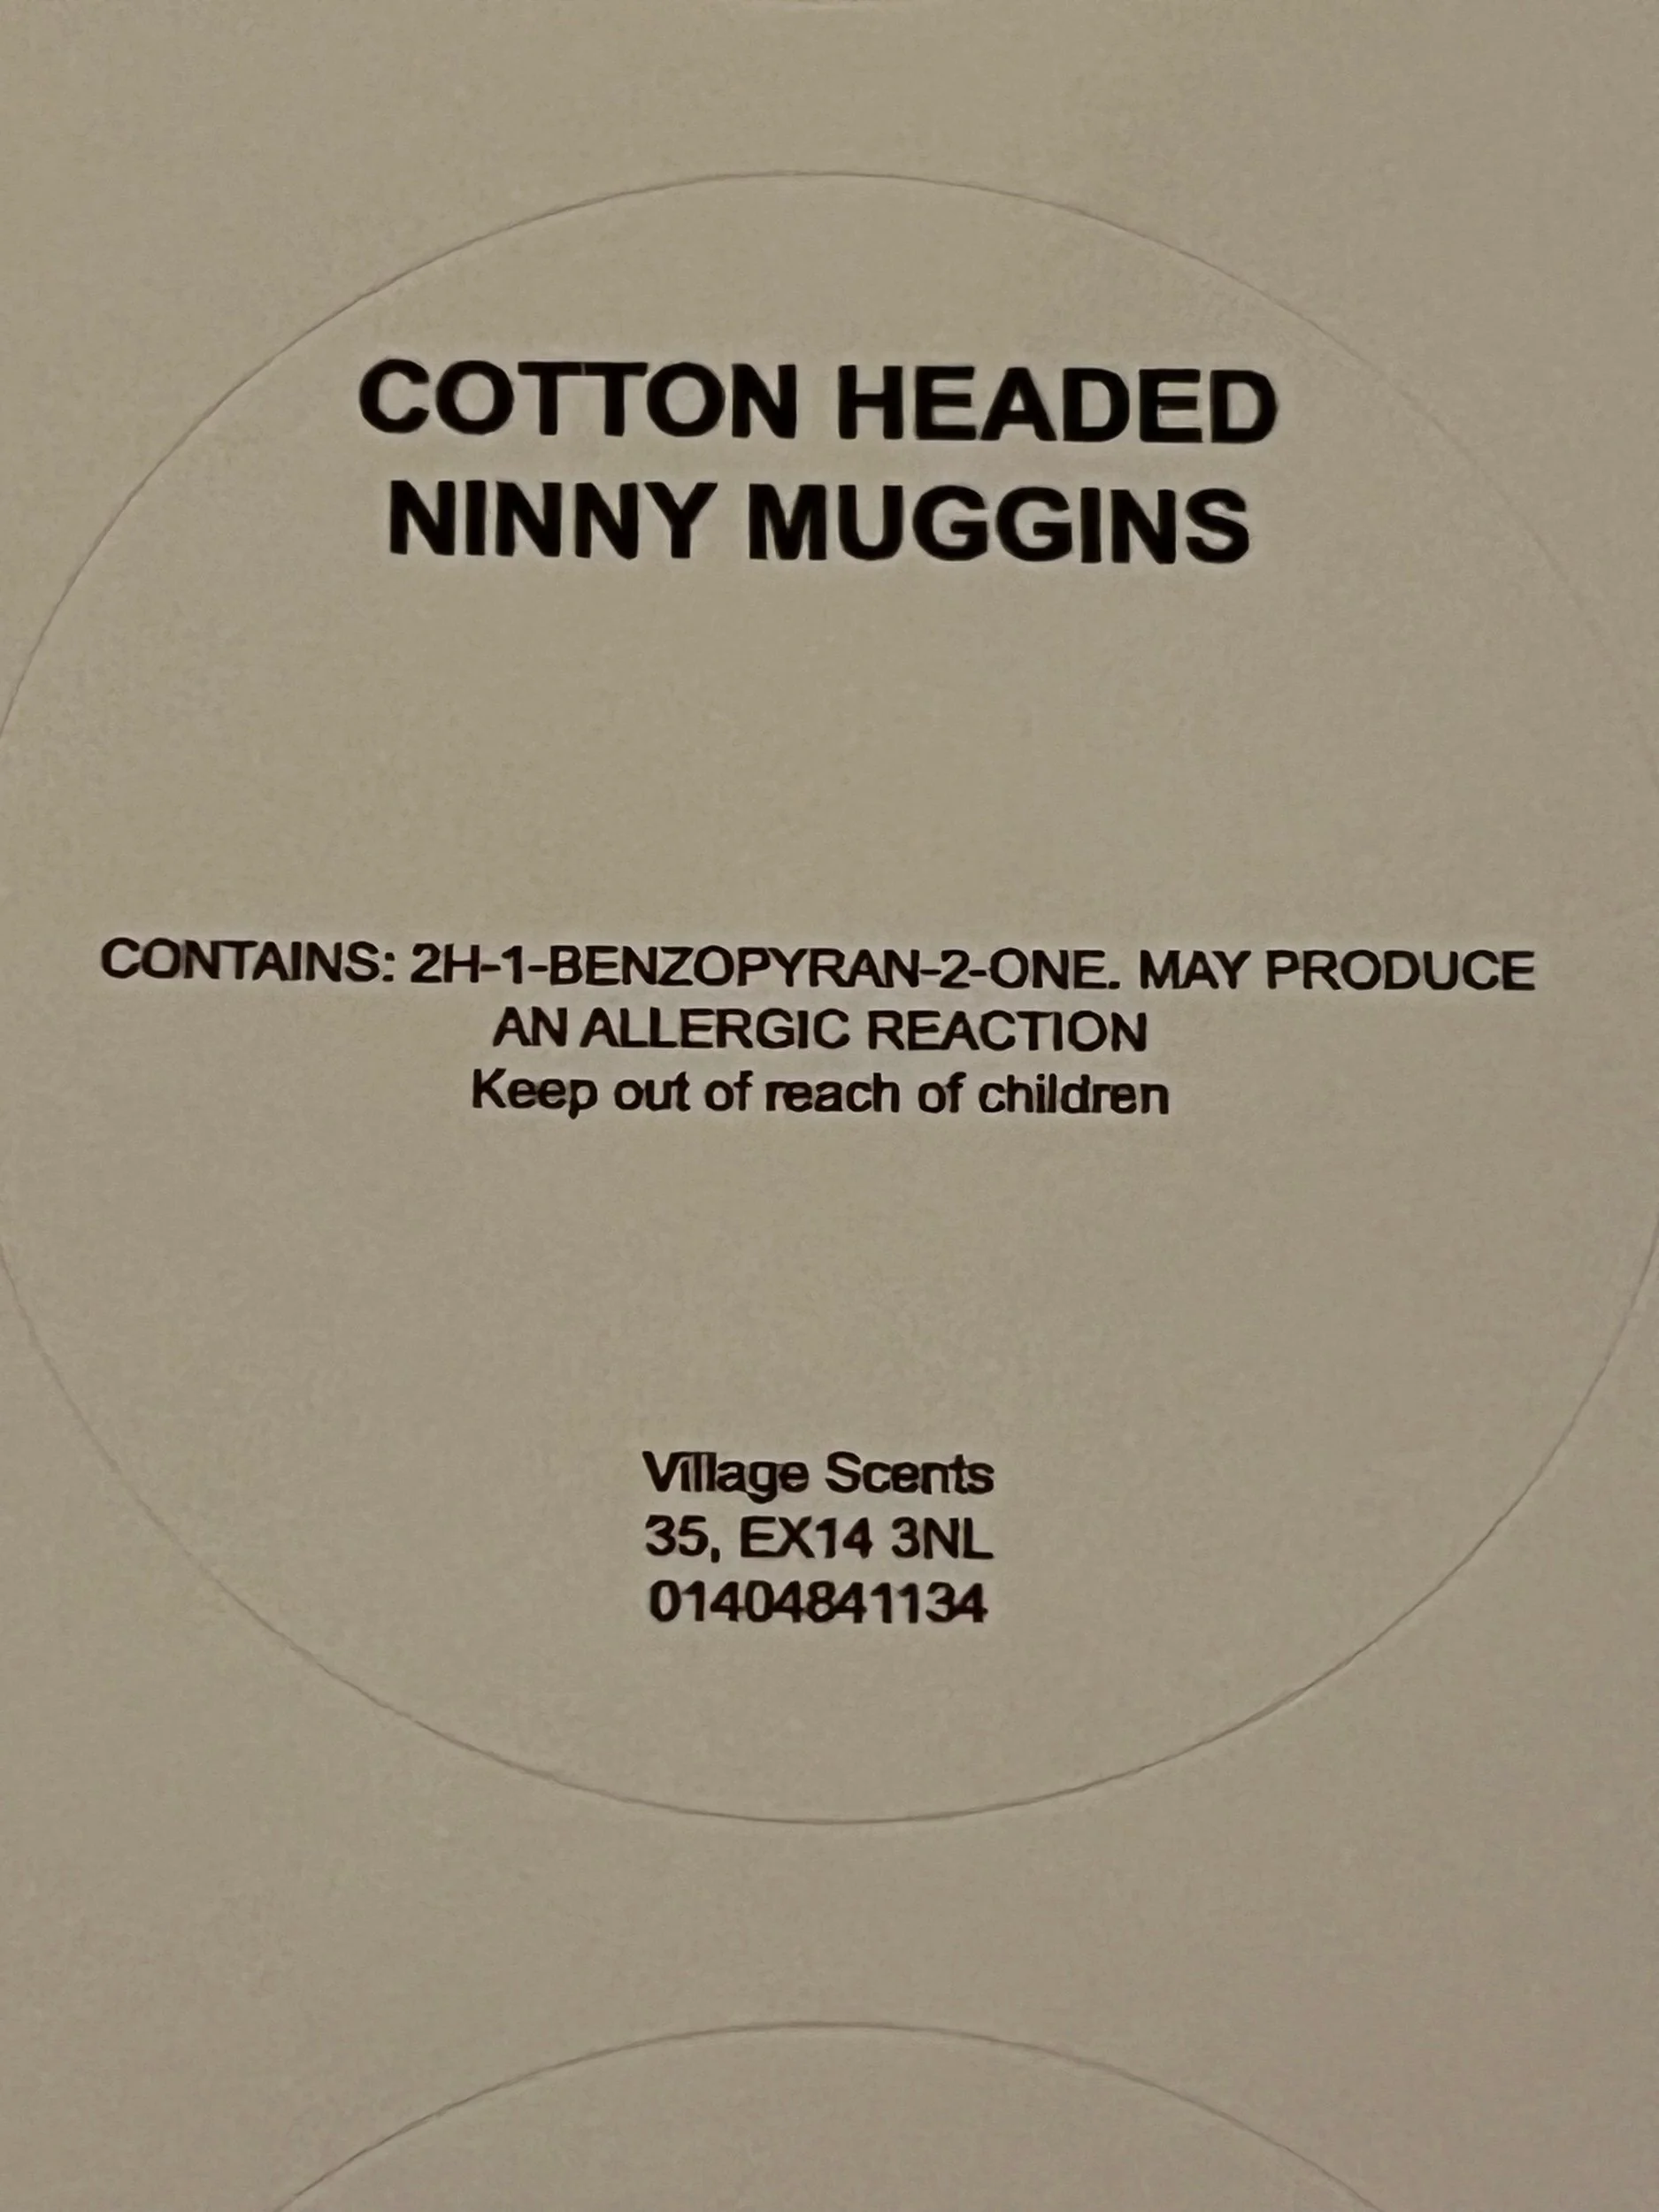 COTTON HEADED
NINNY MUGGINS
CONTAINS: 2H-1-BENZOPYRAN-2-ONE. MAY PRODUCE
AN ALLERGIC REACTION
Keep out of reach of children
Village Scents
35, EX14 3NL
01404841134